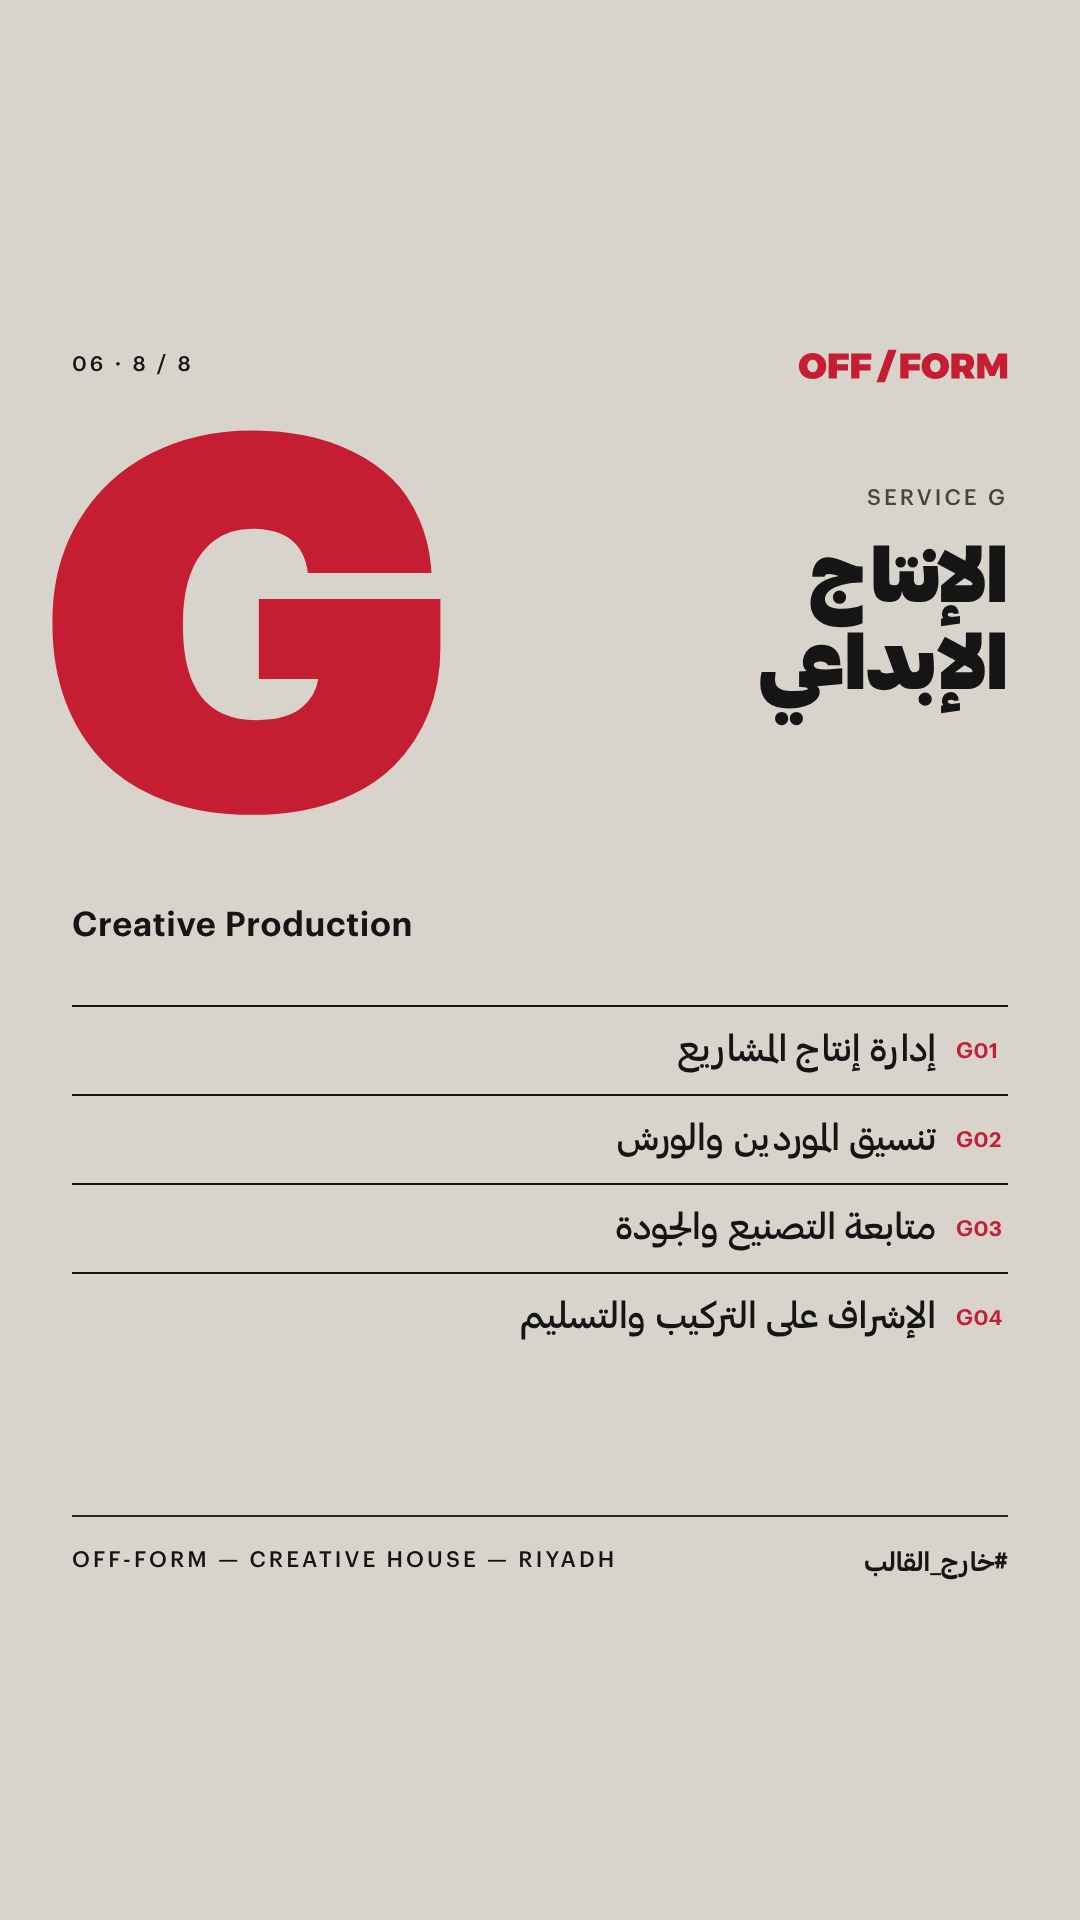 06 · 8 / 8
OFF/FORM
G
SERVICE G
الإنتاج
الإبداعي
Creative Production
G01 إدارة إنتاج المشاريع
G02 تنسيق الموردين والورش
G03 متابعة التصنيع والجودة
G04 الإشراف على التركيب والتسليم
OFF-FORM — CREATIVE HOUSE — RIYADH
#خارج_القالب